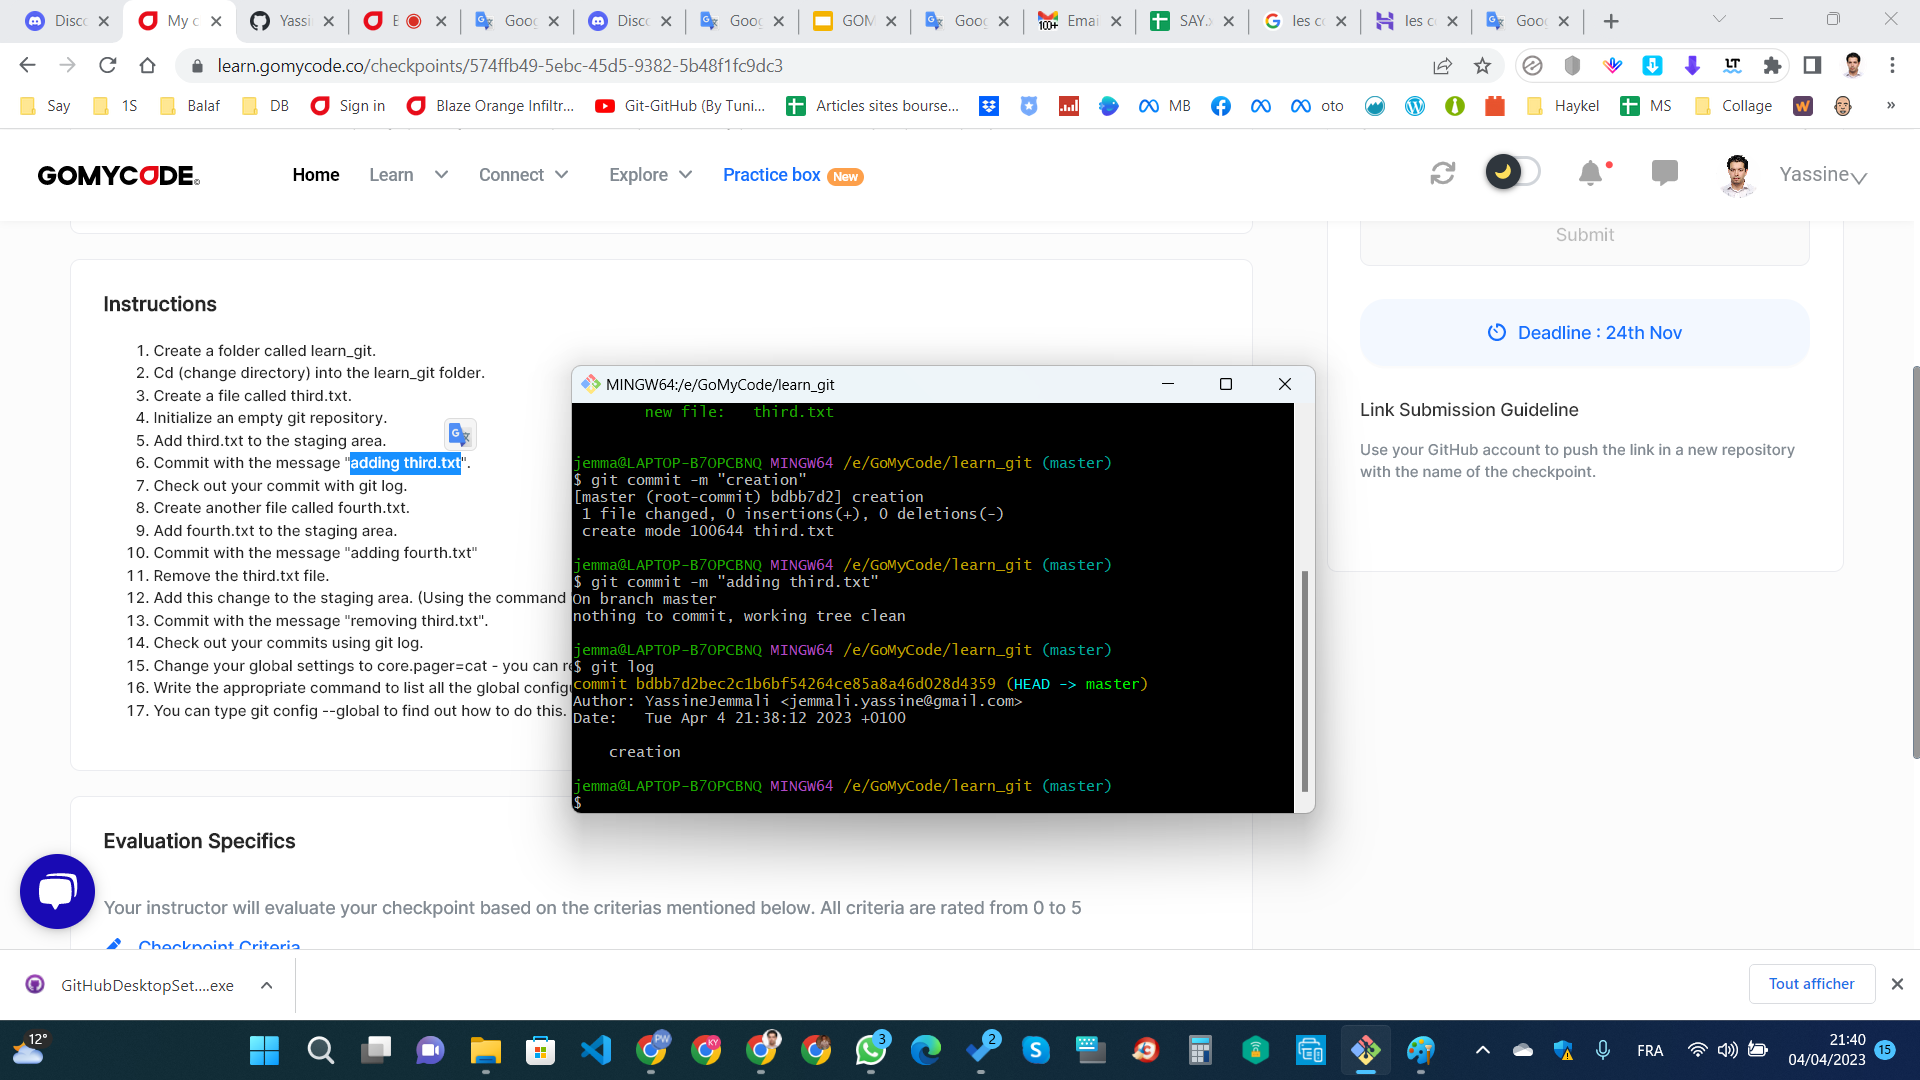 Disc
My c
Yassi
E
Goog
Disco
Goog
GOM
Goog
Emai
SAY.x
les co
les co
Goog
learn.gomycode.co/checkpoints/574ffb49-5ebc-45d5-9382-5b48f1fc9dc3
Say
1S
Balaf
DB
Sign in
Blaze Orange Infiltr...
Git-GitHub (By Tuni...
Articles sites bourse...
MB
oto
Haykel
MS
Collage
»
GOMYCODE
Home
Learn
Connect
Explore
Practice box New
Yassine
Submit
Instructions
1. Create a folder called learn_git.
2. Cd (change directory) into the learn_git folder.
3. Create a file called third.txt.
4. Initialize an empty git repository.
5. Add third.txt to the staging area.
6. Commit with the message "adding third.txt".
7. Check out your commit with git log.
8. Create another file called fourth.txt.
9. Add fourth.txt to the staging area.
10. Commit with the message "adding fourth.txt"
11. Remove the third.txt file.
12. Add this change to the staging area. (Using the command
13. Commit with the message "removing third.txt".
14. Check out your commits using git log.
15. Change your global settings to core.pager=cat - you can re
16. Write the appropriate command to list all the global configu
17. You can type git config --global to find out how to do this.
MINGW64:/e/GoMyCode/learn_git
new file:   third.txt
jemma@LAPTOP-B7OPCBNQ MINGW64 /e/GoMyCode/learn_git (master)
$ git commit -m "creation"
[master (root-commit) bdbb7d2] creation
1 file changed, 0 insertions(+), 0 deletions(-)
create mode 100644 third.txt
jemma@LAPTOP-B7OPCBNQ MINGW64 /e/GoMyCode/learn_git (master)
$ git commit -m "adding third.txt"
On branch master
nothing to commit, working tree clean
jemma@LAPTOP-B7OPCBNQ MINGW64 /e/GoMyCode/learn_git (master)
$ git log
commit bdbb7d2bec2c1b6bf54264ce85a8a46d028d4359 (HEAD -> master)
Author: YassineJemmali <jemmali.yassine@gmail.com>
Date:   Tue Apr 4 21:38:12 2023 +0100
creation
jemma@LAPTOP-B7OPCBNQ MINGW64 /e/GoMyCode/learn_git (master)
$
Deadline : 24th Nov
Link Submission Guideline
Use your GitHub account to push the link in a new repository
with the name of the checkpoint.
Evaluation Specifics
Your instructor will evaluate your checkpoint based on the criterias mentioned below. All criteria are rated from 0 to 5
Checkpoint Criteria
GitHubDesktopSet....exe
Tout afficher
12°
PW
KY
3
2
FRA
21:40
04/04/2023
15